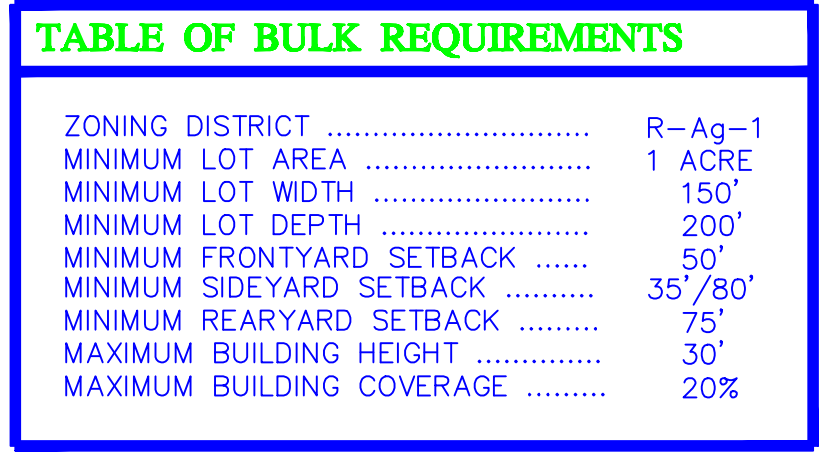 TABLE OF BULK REQUIREMENTS
ZONING DISTRICT ............................. R-Ag-1
MINIMUM LOT AREA ......................... 1 ACRE
MINIMUM LOT WIDTH ........................ 150'
MINIMUM LOT DEPTH ....................... 200'
MINIMUM FRONTYARD SETBACK ...... 50'
MINIMUM SIDEYARD SETBACK .......... 35'/80'
MINIMUM REARYARD SETBACK ......... 75'
MAXIMUM BUILDING HEIGHT .............. 30'
MAXIMUM BUILDING COVERAGE ......... 20%